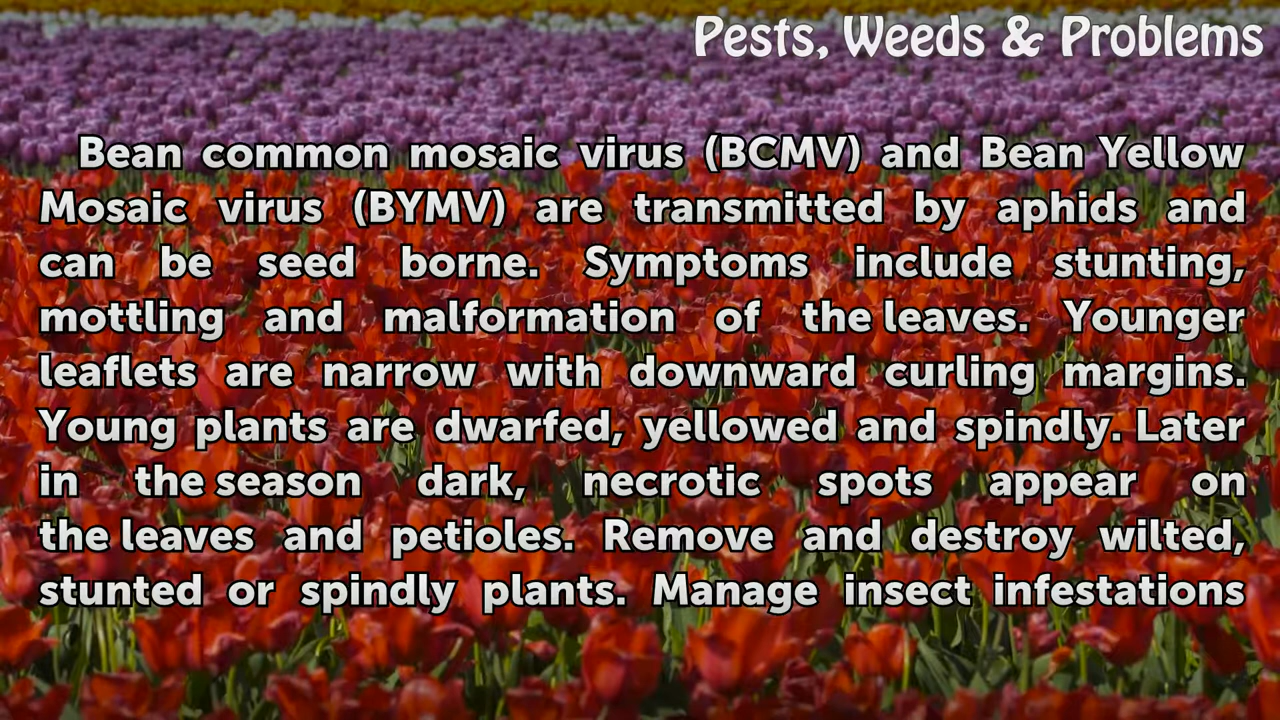 Pests, Weeds & Problems
Bean common mosaic virus (BCMV) and Bean Yellow
Mosaic virus (BYMV) are transmitted by aphids and
can be seed borne. Symptoms include stunting,
mottling and malformation of the leaves. Younger
leaflets are narrow with downward curling margins.
Young plants are dwarfed, yellowed and spindly. Later
in the season dark, necrotic spots appear on
the leaves and petioles. Remove and destroy wilted,
stunted or spindly plants. Manage insect infestations